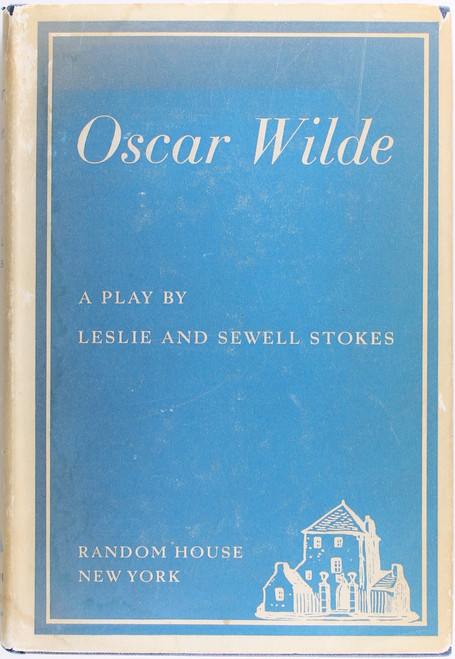 Oscar Wilde
A PLAY BY
LESLIE AND SEWELL STOKES
RANDOM HOUSE
NEW YORK